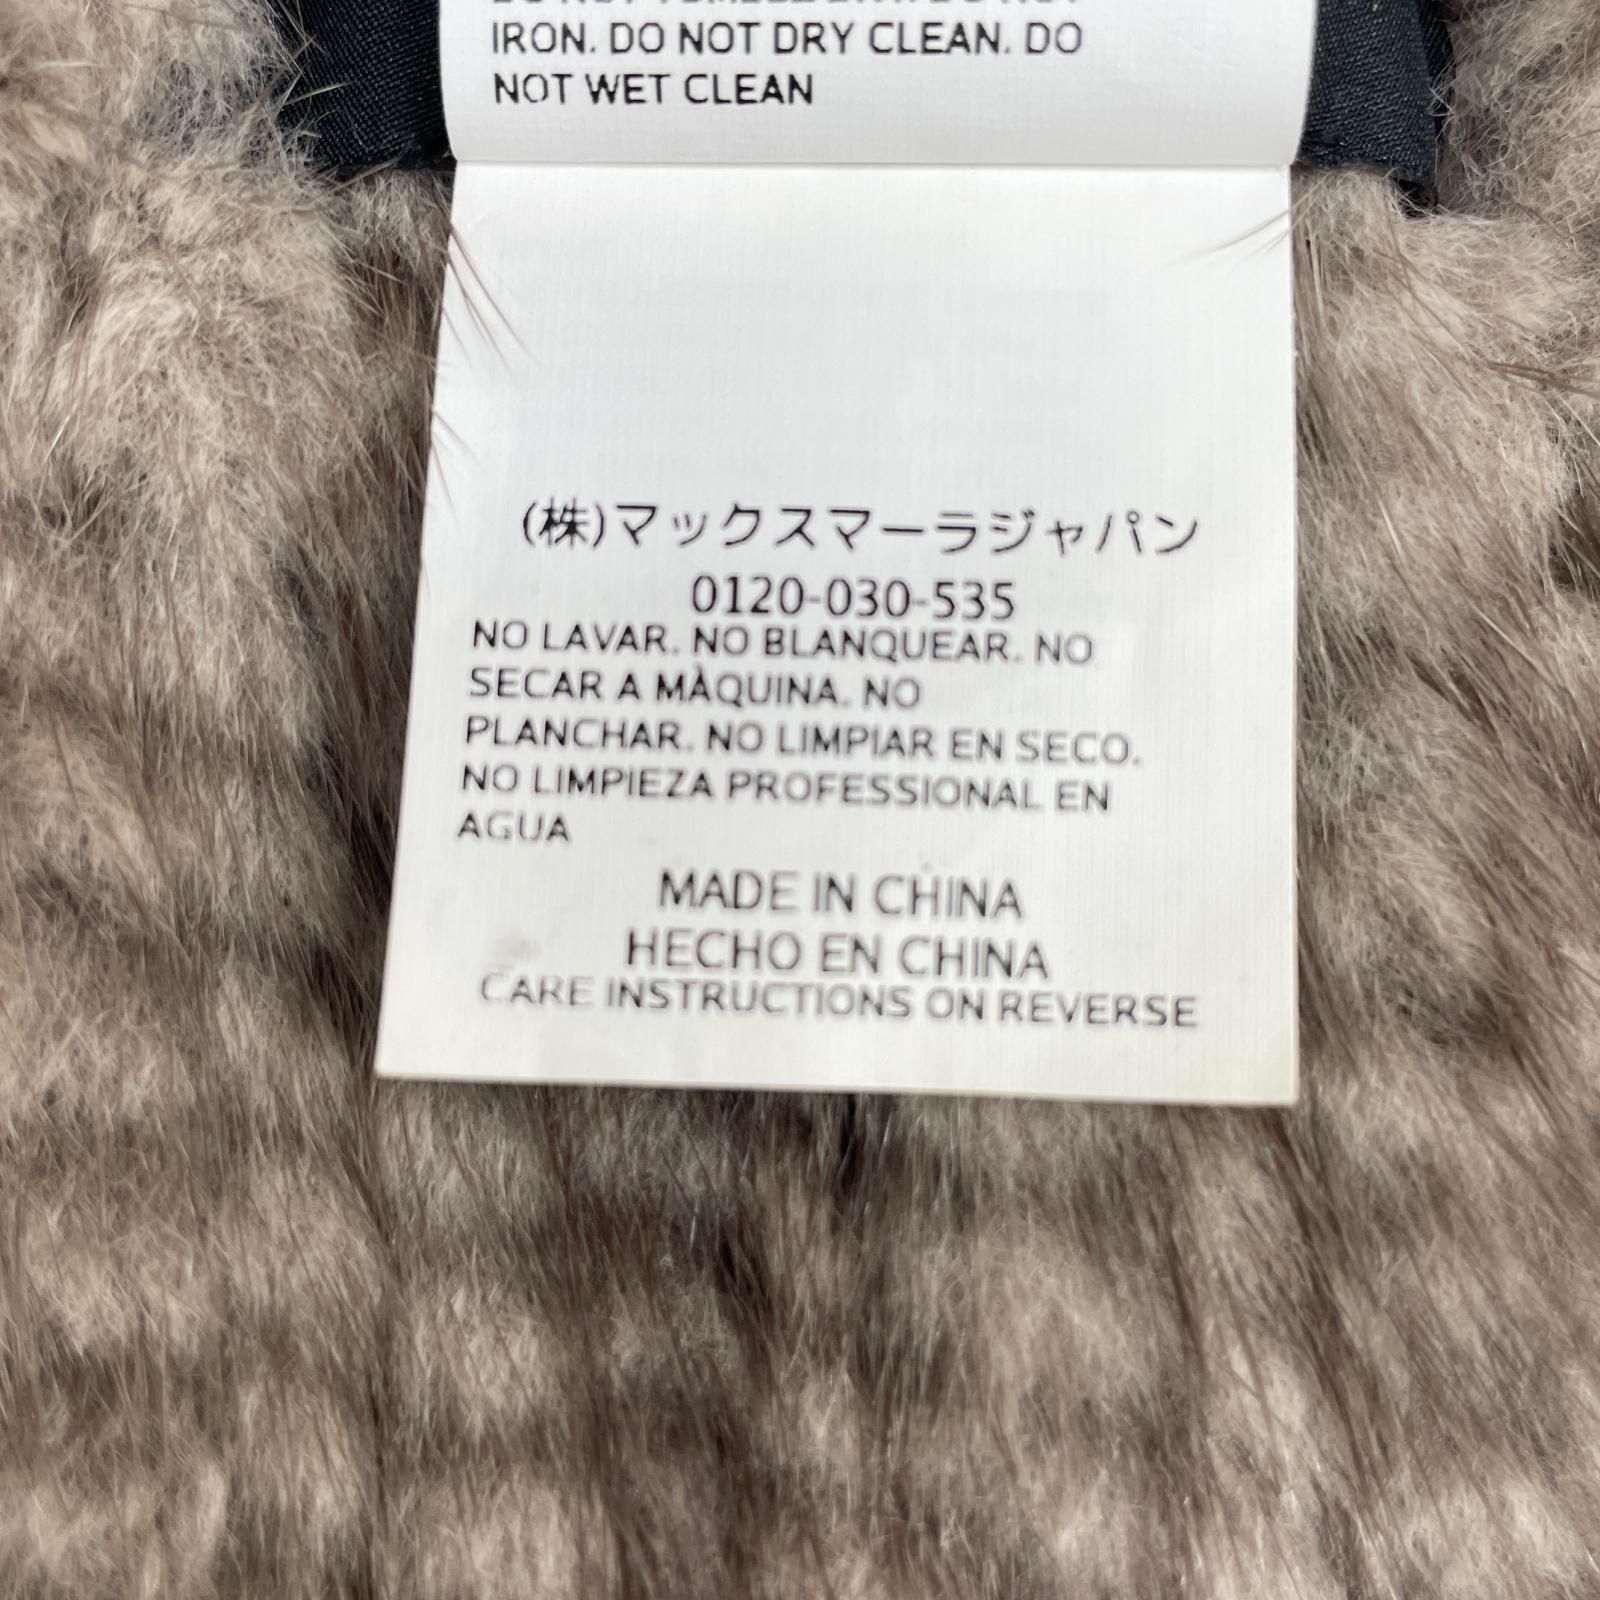 IRON. DO NOT DRY CLEAN. DO
NOT WET CLEAN
(株)マックスマーラジャパン
0120-030-535
NO LAVAR. NO BLANQUEAR. NO
SECAR A MÀQUINA. NO
PLANCHAR. NO LIMPIAR EN SECO.
NO LIMPIEZA PROFESSIONAL EN
AGUA
MADE IN CHINA
HECHO EN CHINA
CARE INSTRUCTIONS ON REVERSE